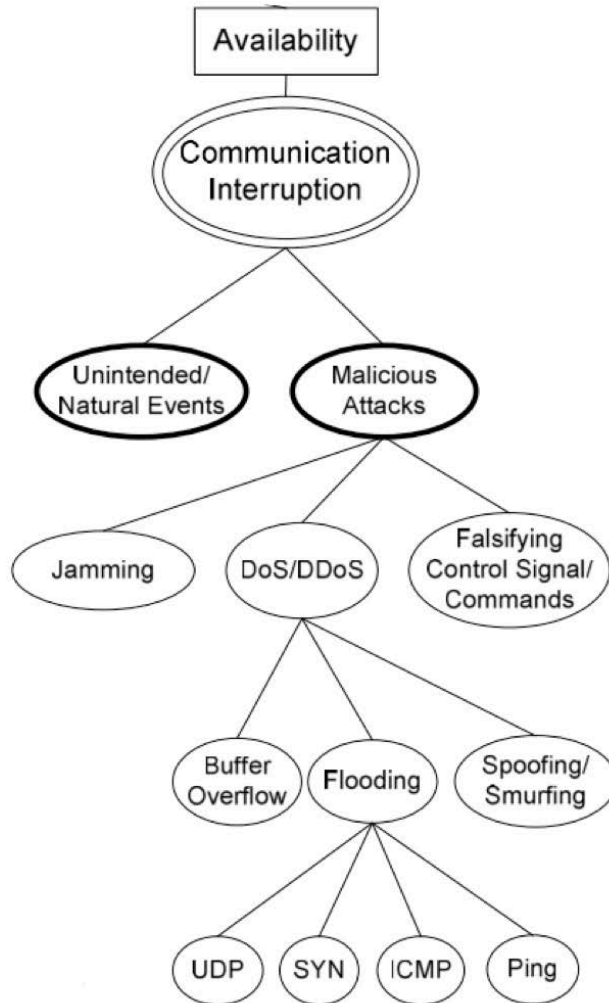 Availability
Communication
Interruption
Unintended/
Natural Events
Malicious
Attacks
Jamming
DoS/DDoS
Falsifying
Control Signal/
Commands
Buffer
Overflow
Flooding
Spoofing/
Smurfing
UDP
SYN
ICMP
Ping